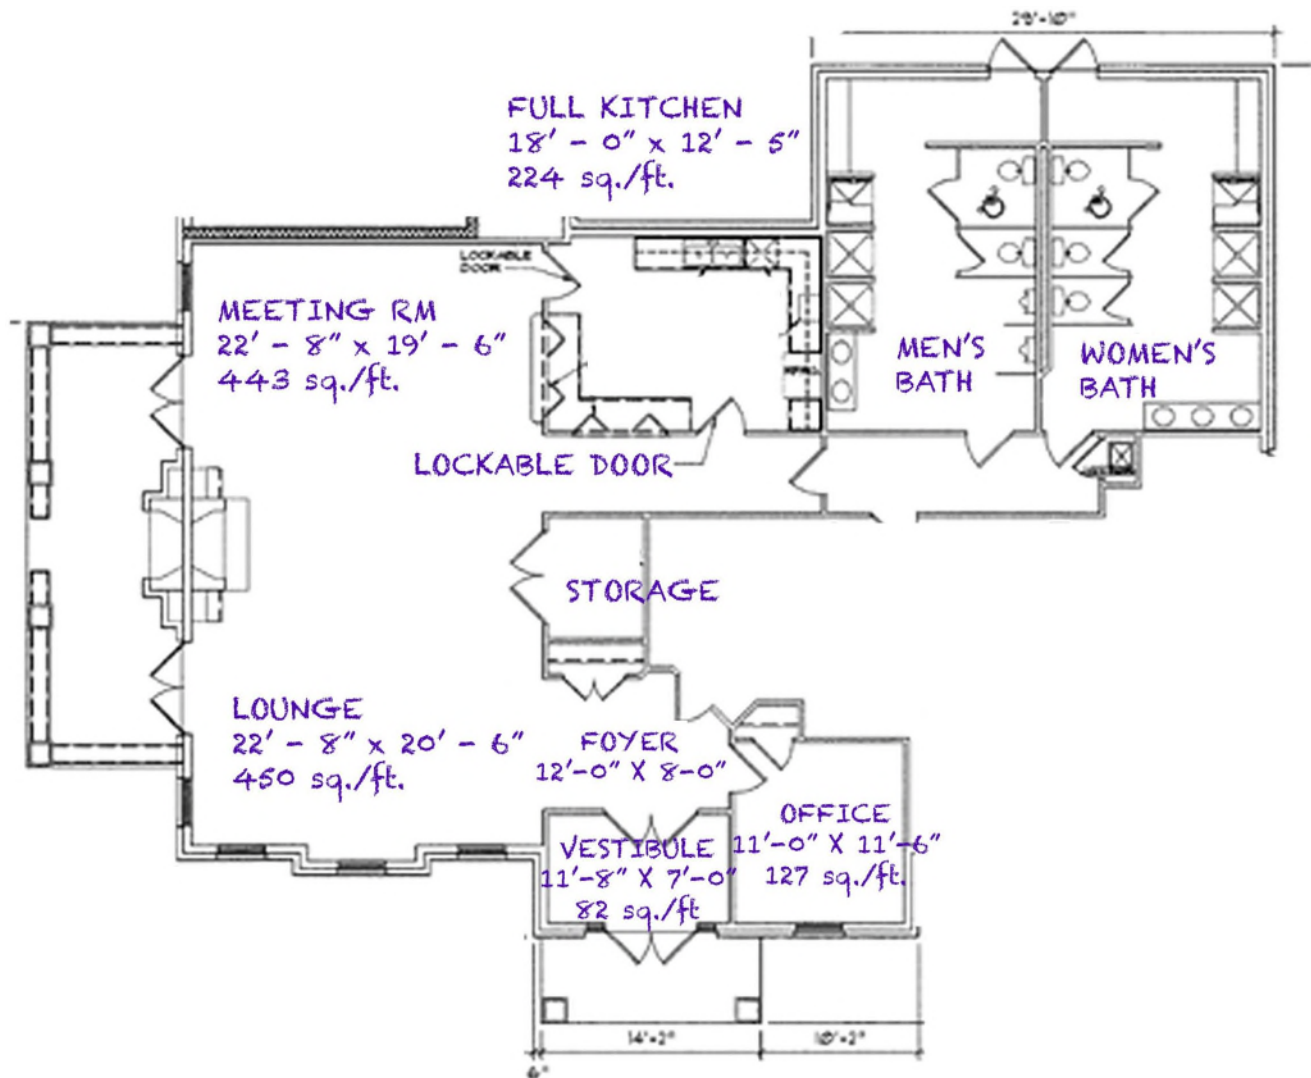 29'-10"
FULL KITCHEN
18' - 0" x 12' - 5"
224 sq./ft.
LOCKABLE
DOOR
MEETING RM
22' - 8" x 19' - 6"
443 sq./ft.
MEN'S
BATH
WOMEN'S
BATH
LOCKABLE DOOR
STORAGE
LOUNGE
22' - 8" x 20' - 6"
450 sq./ft.
FOYER
12'-0" X 8-0"
OFFICE
11'-0" X 11'-6"
127 sq./ft.
VESTIBULE
11'-8" X 7'-0"
82 sq./ft
14'-2"
10'-2"
6"